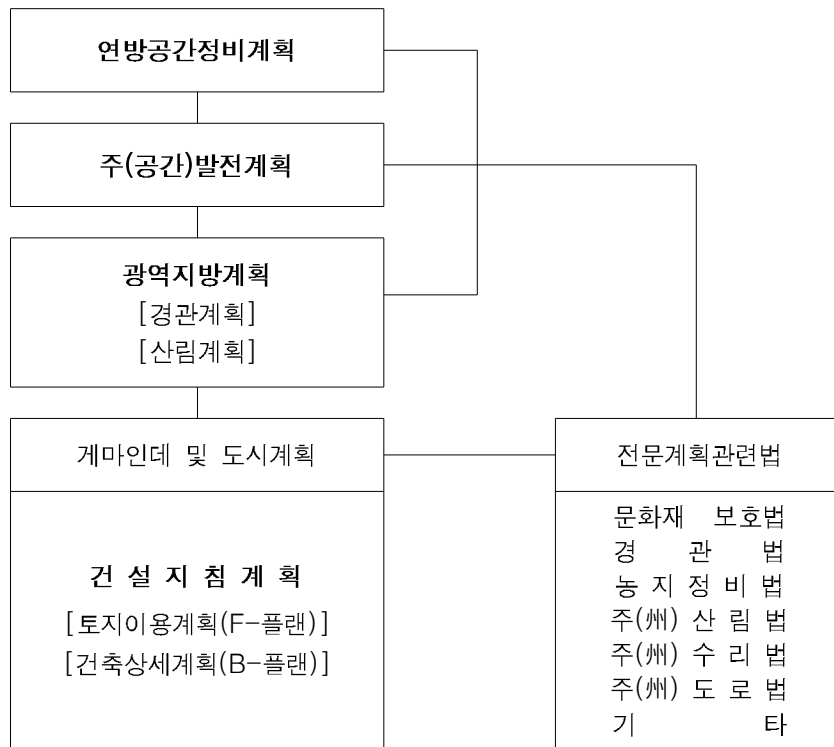 연방공간정비계획
주(공간)발전계획
광역지방계획
[경관계획]
[산림계획]
게마인데 및 도시계획
건 설 지 침 계 획
[토지이용계획(F-플랜)]
[건축상세계획(B-플랜)]
전문계획관련법
문화재 보호법
경 관 법
농 지 정 비 법
주(州) 산 림 법
주(州) 수 리 법
주(州) 도 로 법
기 타